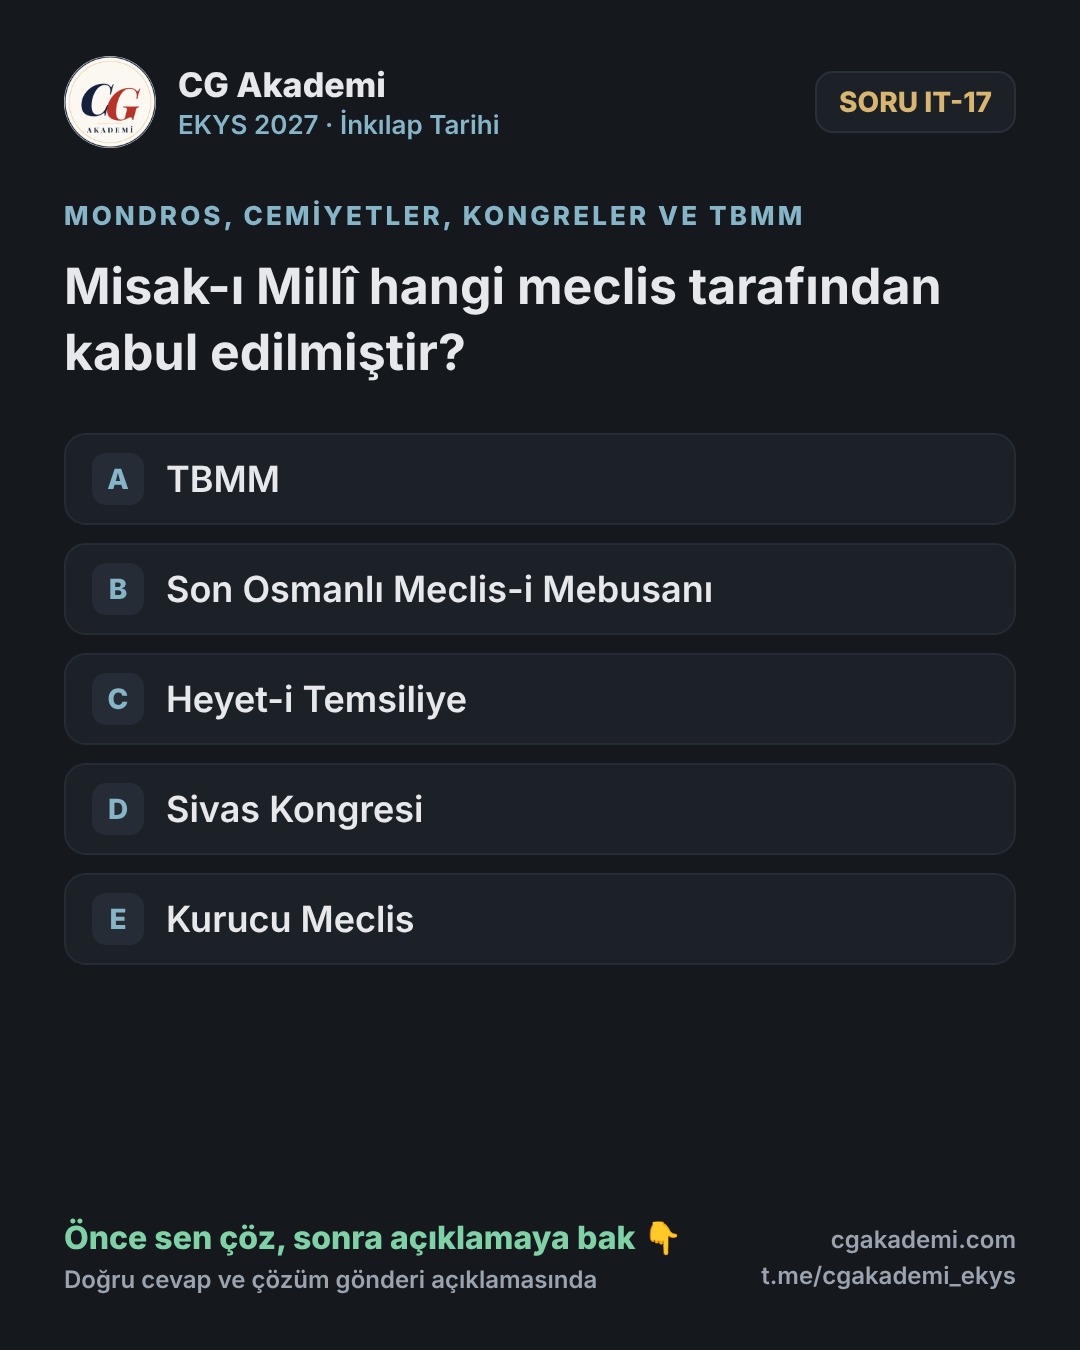 CG
AKADEMİ
CG Akademi
EKYS 2027 · İnkılap Tarihi
SORU IT-17
MONDROS, CEMİYETLER, KONGRELER VE TBMM
Misak-ı Millî hangi meclis tarafından
kabul edilmiştir?
A TBMM
B Son Osmanlı Meclis-i Mebusanı
C Heyet-i Temsiliye
D Sivas Kongresi
E Kurucu Meclis
Önce sen çöz, sonra açıklamaya bak 👇
Doğru cevap ve çözüm gönderi açıklamasında
cgakademi.com
t.me/cgakademi_ekys